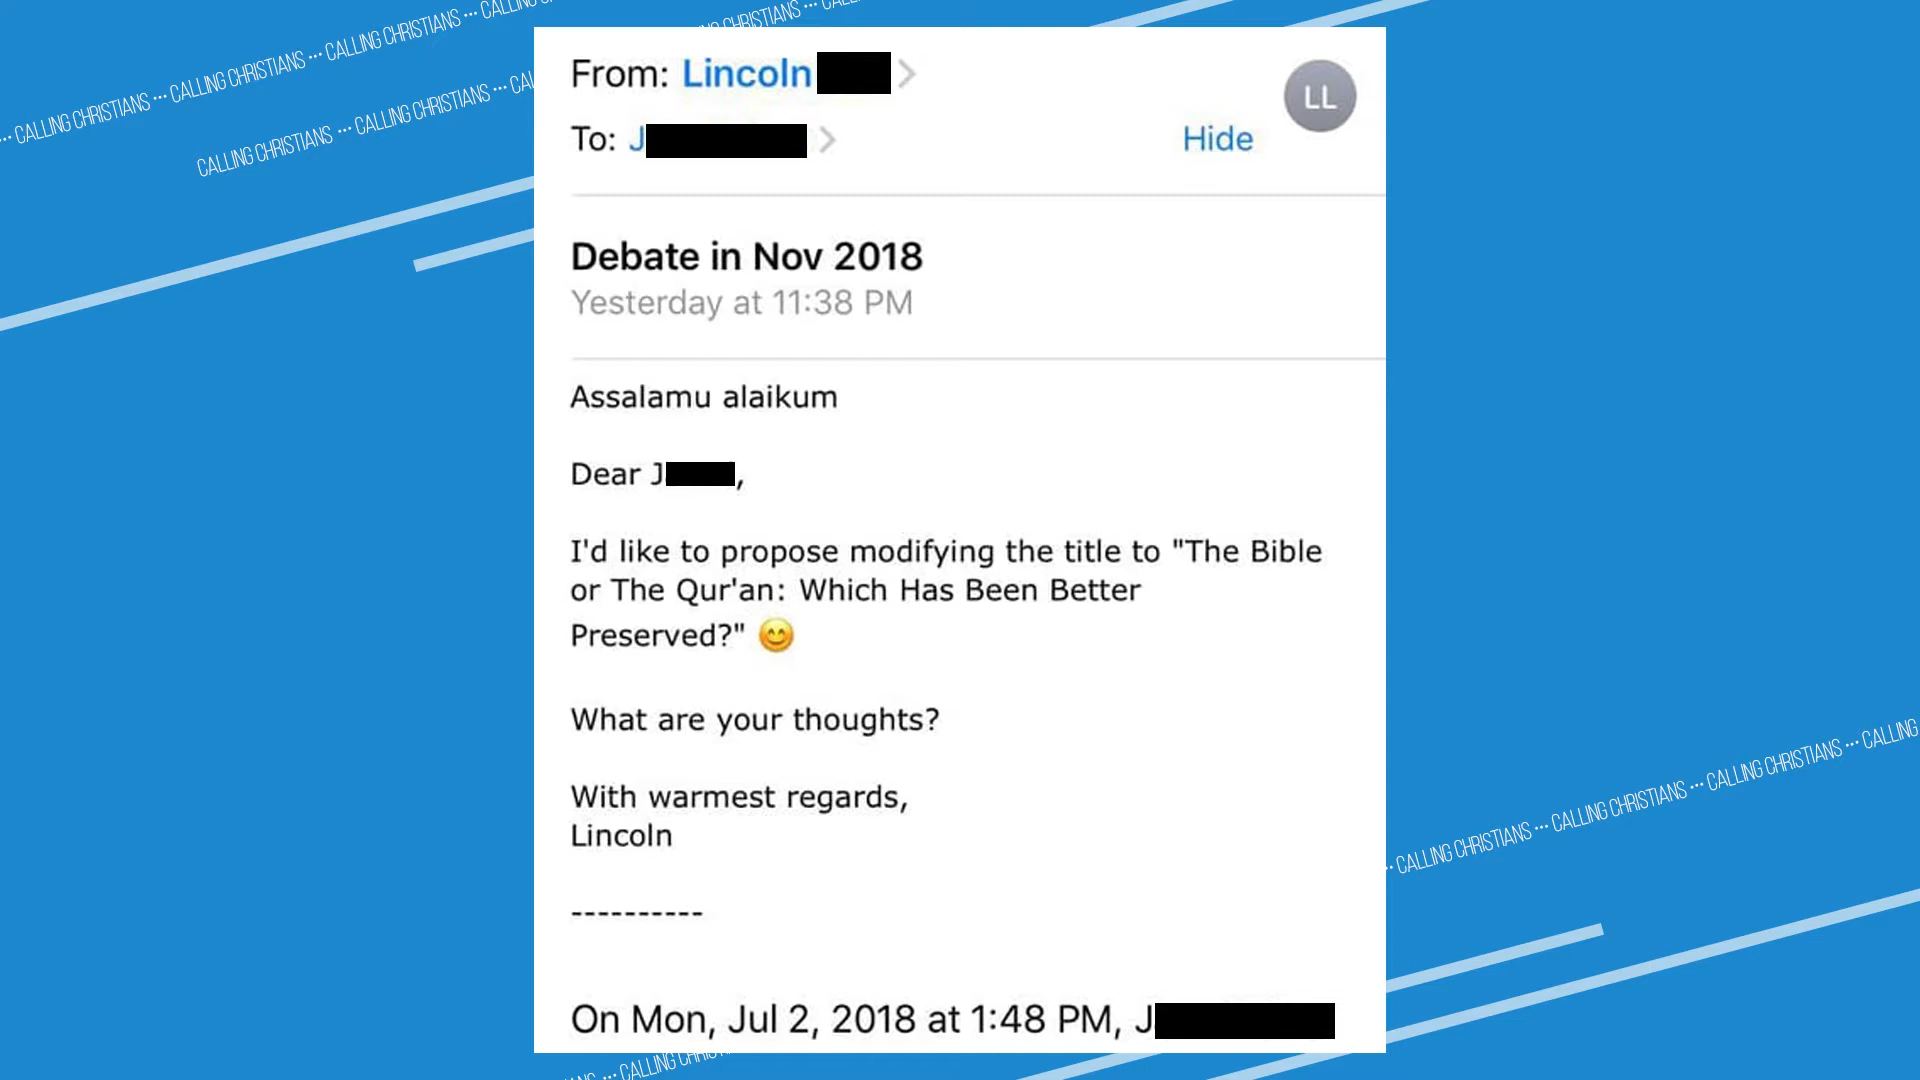 ··· CALLING CHRISTIANS ··· CALLING CHRISTIANS ··· CALLING CHRISTIANS ··· CALLING
CALLING CHRISTIANS ··· CALLING CHRISTIANS ···
CHRISTIANS ···
From: Lincoln
To: J
Hide
LL
Debate in Nov 2018
Yesterday at 11:38 PM
Assalamu alaikum
Dear J ,
I'd like to propose modifying the title to "The Bible
or The Qur'an: Which Has Been Better
Preserved?" 😊
What are your thoughts?
With warmest regards,
Lincoln
----------
On Mon, Jul 2, 2018 at 1:48 PM, J
·· CALLING CHRISTIANS ··· CALLING CHRISTIANS ··· CALLING CHRISTIANS ··· CALLING
··· CALLING